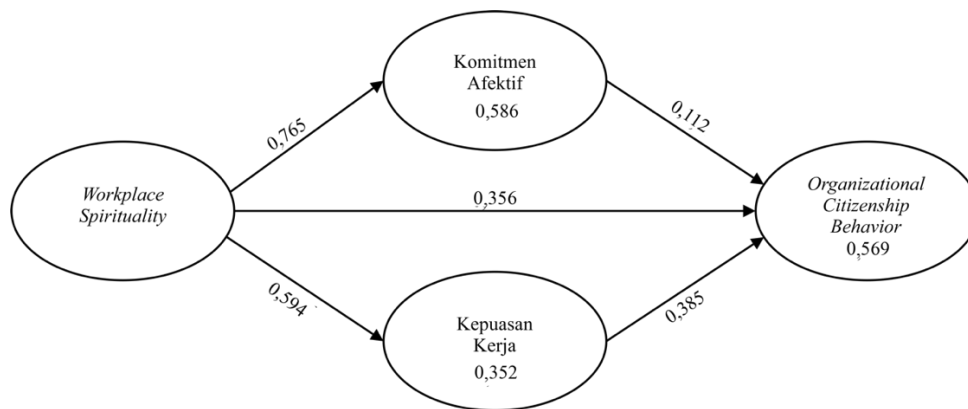 Komitmen
Afektif
0,586
0,765
0,112
Workplace
Spirituality
0,356
Organizational
Citizenship
Behavior
0,569
0,594
0,385
Kepuasan
Kerja
0,352